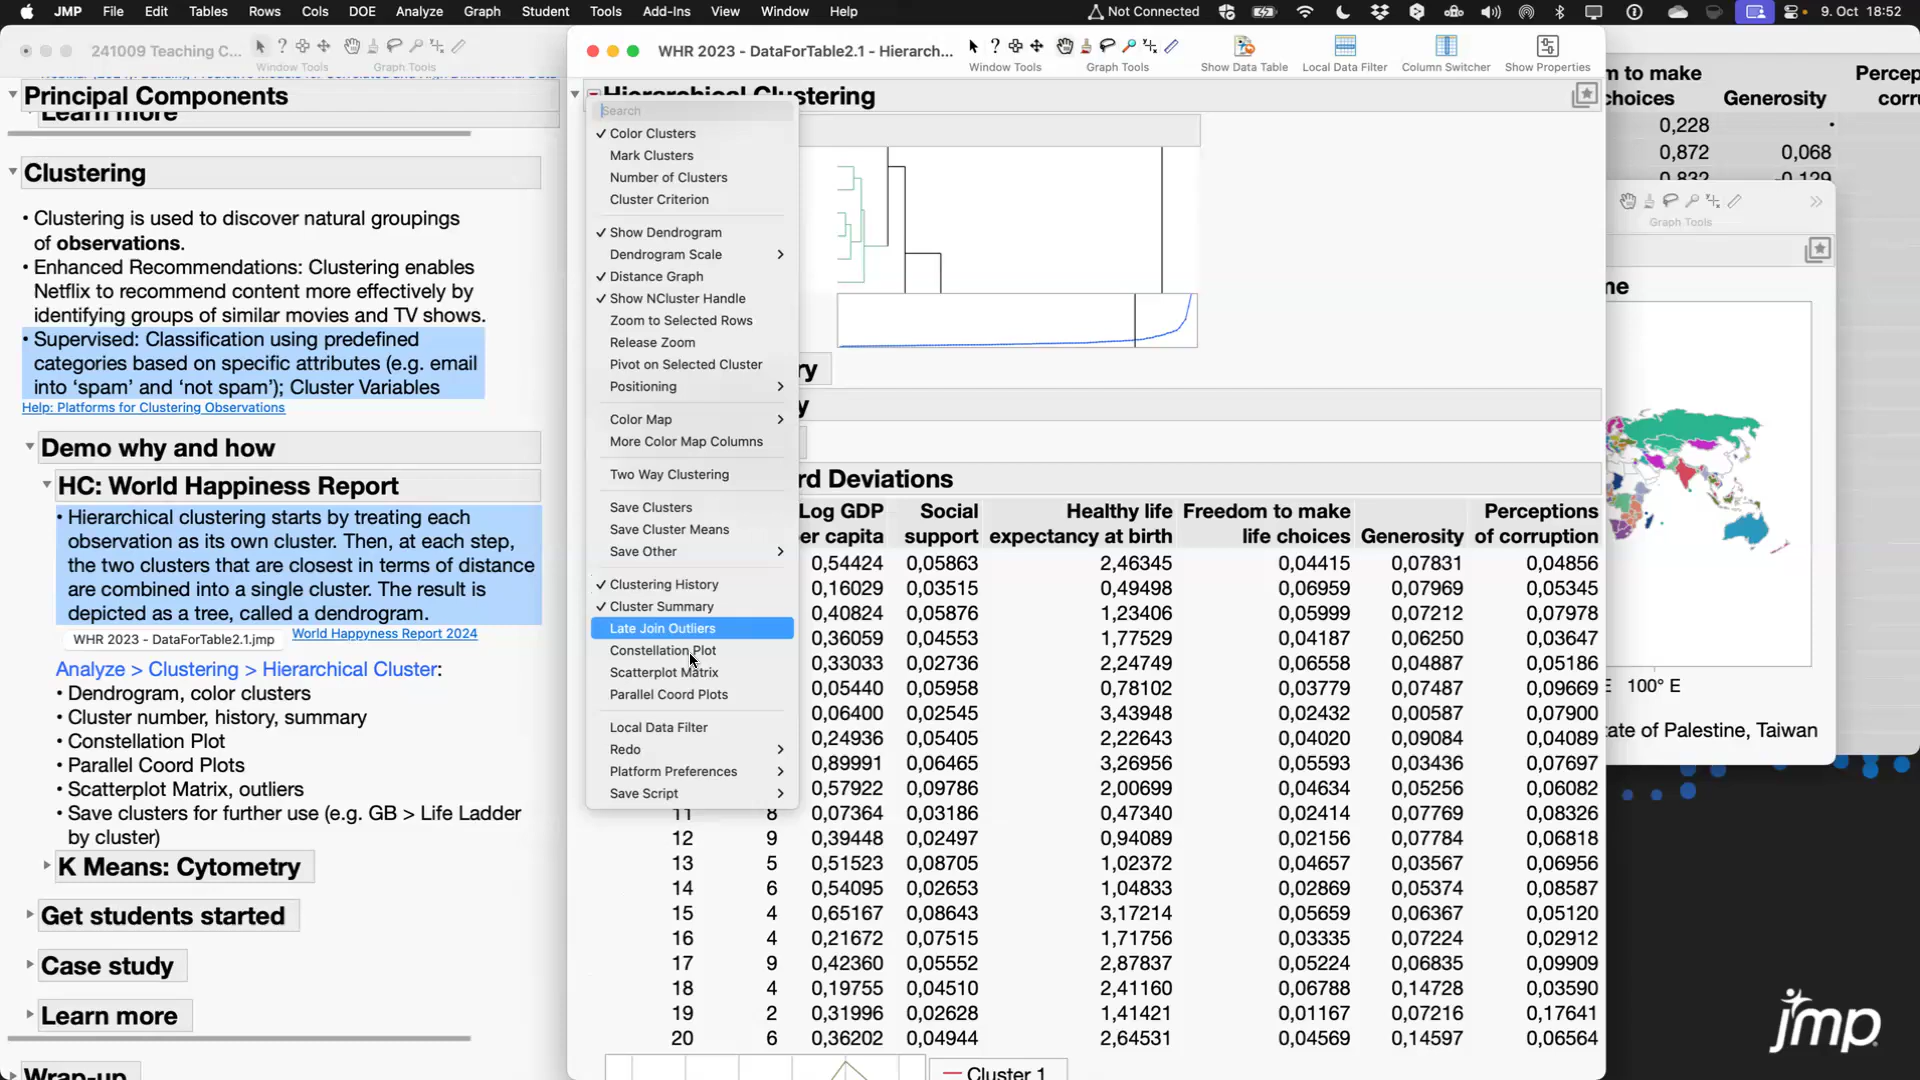 JMP File Edit Tables Rows Cols DOE Analyze Graph Student Tools Add-Ins View Window Help
Not Connected 9. Oct 18:52
241009 Teaching C...
Window Tools Graph Tools
Principal Components
Learn more
Clustering
• Clustering is used to discover natural groupings
of observations.
• Enhanced Recommendations: Clustering enables
Netflix to recommend content more effectively by
identifying groups of similar movies and TV shows.
• Supervised: Classification using predefined
categories based on specific attributes (e.g. email
into ‘spam’ and ‘not spam’); Cluster Variables
Help: Platforms for Clustering Observations
Demo why and how
HC: World Happiness Report
• Hierarchical clustering starts by treating each
observation as its own cluster. Then, at each step,
the two clusters that are closest in terms of distance
are combined into a single cluster. The result is
depicted as a tree, called a dendrogram.
WHR 2023 - DataForTable2.1.jmp World Happyness Report 2024
Analyze > Clustering > Hierarchical Cluster:
• Dendrogram, color clusters
• Cluster number, history, summary
• Constellation Plot
• Parallel Coord Plots
• Scatterplot Matrix, outliers
• Save clusters for further use (e.g. GB > Life Ladder
by cluster)
K Means: Cytometry
Get students started
Case study
Learn more
Wrap-up
WHR 2023 - DataForTable2.1 - Hierarch...
Window Tools Graph Tools Show Data Table Local Data Filter Column Switcher Show Properties
Hierarchical Clustering
Search
Color Clusters
Mark Clusters
Number of Clusters
Cluster Criterion
Show Dendrogram
Dendrogram Scale
Distance Graph
Show NCluster Handle
Zoom to Selected Rows
Release Zoom
Pivot on Selected Cluster
Positioning
Color Map
More Color Map Columns
Two Way Clustering
Save Clusters
Save Cluster Means
Save Other
Clustering History
Cluster Summary
Late Join Outliers
Constellation Plot
Scatterplot Matrix
Parallel Coord Plots
Local Data Filter
Redo
Platform Preferences
Save Script
ry
y
rd Deviations
Log GDP Social Healthy life Freedom to make Perceptions
er capita support expectancy at birth life choices Generosity of corruption
0,54424 0,05863 2,46345 0,04415 0,07831 0,04856
0,16029 0,03515 0,49498 0,06959 0,07969 0,05345
0,40824 0,05876 1,23406 0,05999 0,07212 0,07978
0,36059 0,04553 1,77529 0,04187 0,06250 0,03647
0,33033 0,02736 2,24749 0,06558 0,04887 0,05186
0,05440 0,05958 0,78102 0,03779 0,07487 0,09669
0,06400 0,02545 3,43948 0,02432 0,00587 0,07900
0,24936 0,05405 2,22643 0,04020 0,09084 0,04089
0,89991 0,06465 3,26956 0,05593 0,03436 0,07697
0,57922 0,09786 2,00699 0,04634 0,05256 0,06082
11 8 0,07364 0,03186 0,47340 0,02414 0,07769 0,08326
12 9 0,39448 0,02497 0,94089 0,02156 0,07784 0,06818
13 5 0,51523 0,08705 1,02372 0,04657 0,03567 0,06956
14 6 0,54095 0,02653 1,04833 0,02869 0,05374 0,08587
15 4 0,65167 0,08643 3,17214 0,05659 0,06367 0,05120
16 4 0,21672 0,07515 1,71756 0,03335 0,07224 0,02912
17 9 0,42360 0,05552 2,87837 0,05224 0,06835 0,09909
18 4 0,19755 0,04510 2,41160 0,06788 0,14728 0,03590
19 2 0,31996 0,02628 1,41421 0,01167 0,07216 0,17641
20 6 0,36202 0,04944 2,64531 0,04569 0,14597 0,06564
Cluster 1
m to make Percep
choices Generosity corru
0,228 •
0,872 0,068
0,832 -0,129
Graph Tools
me
E 100° E
tate of Palestine, Taiwan
jmp